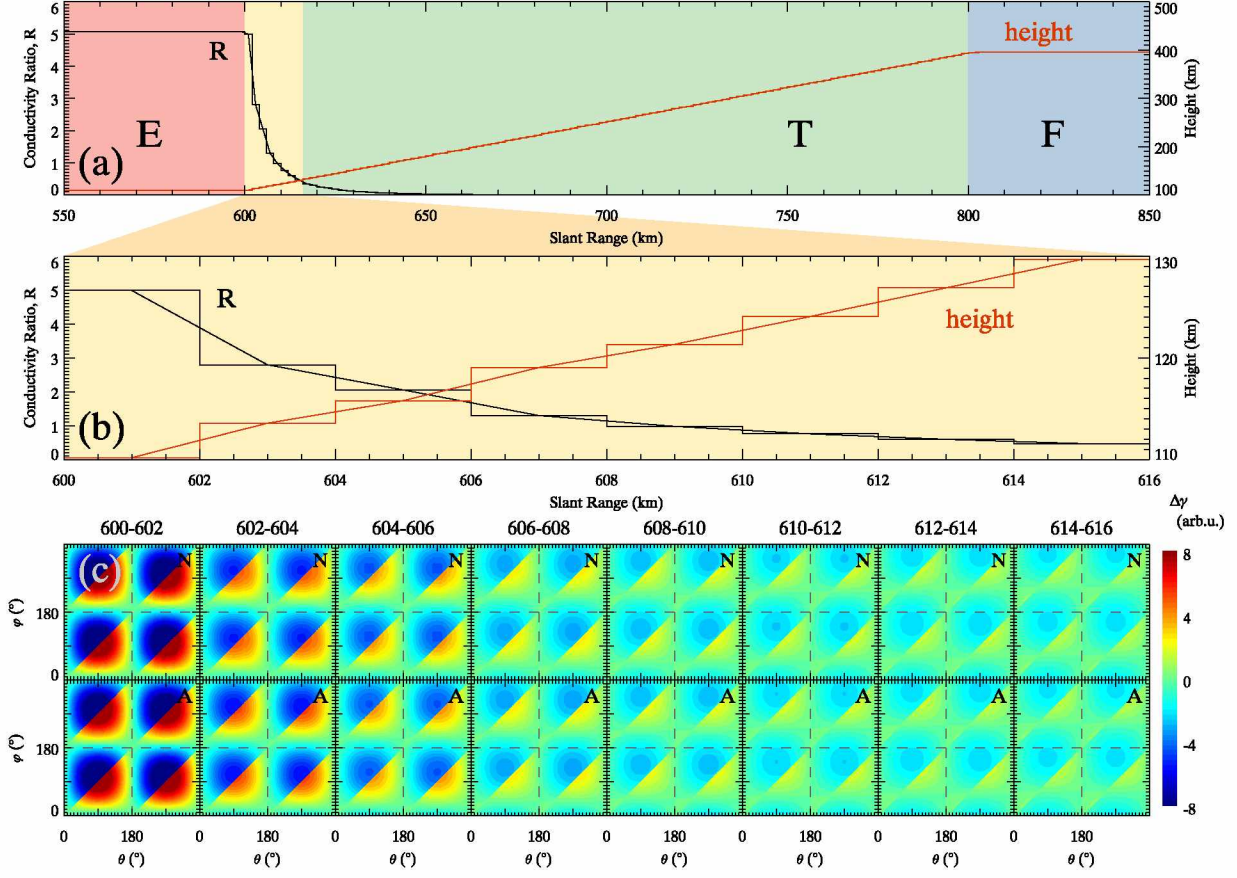 6
5
4
3
2
1
0
Conductivity Ratio, R
R
E
(a)
T
F
height
500
400
300
200
100
Height (km)
550 600 650 700 750 800 850
Slant Range (km)
6
5
4
3
2
1
0
Conductivity Ratio, R
R
(b)
height
130
120
110
Height (km)
600 602 604 606 608 610 612 614 616
Slant Range (km)
600-602 602-604 604-606 606-608 608-610 610-612 612-614 614-616
Δγ
(arb.u.)
(c)
N N N N N N N N
180
0
φ (°)
A A A A A A A A
180
0
φ (°)
8
4
0
-4
-8
0 180 0 180 0 180 0 180 0 180 0 180 0 180 0 180
θ (°) θ (°) θ (°) θ (°) θ (°) θ (°) θ (°) θ (°)